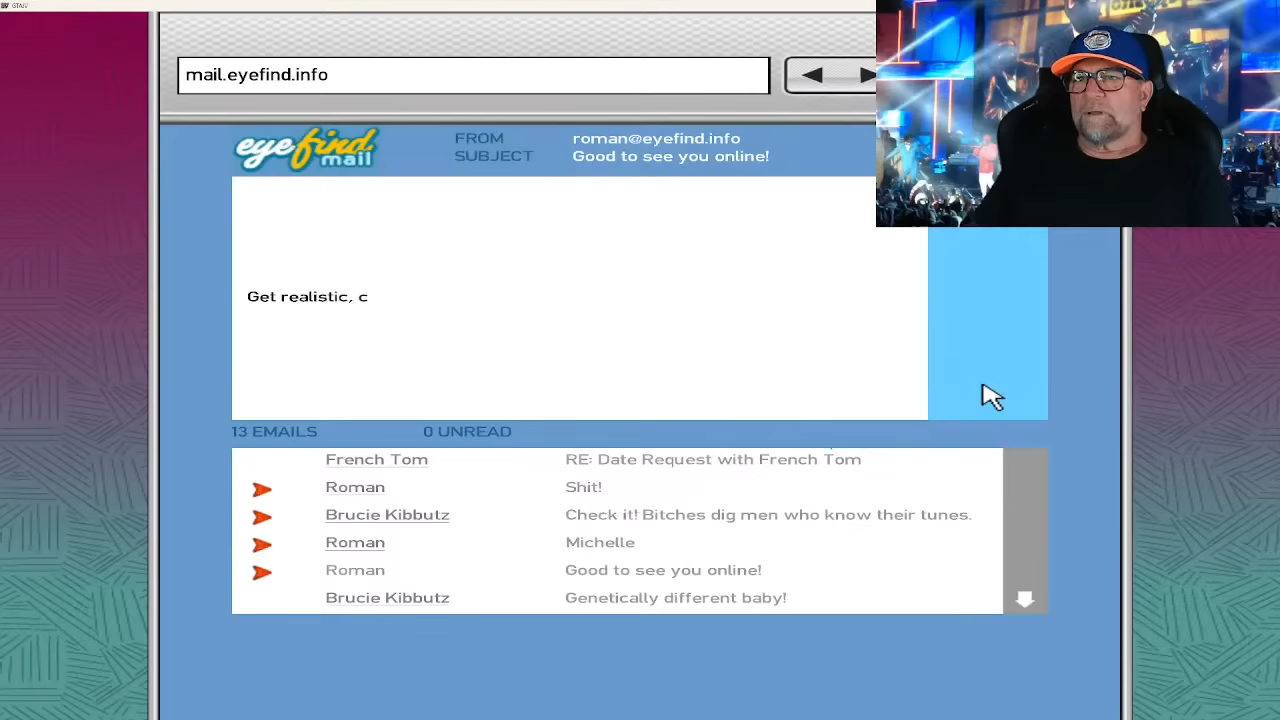 GTAIV
mail.eyefind.info
eyefind.
mail
FROM roman@eyefind.info
SUBJECT Good to see you online!
Get realistic, c
13 EMAILS 0 UNREAD
French Tom RE: Date Request with French Tom
Roman Shit!
Brucie Kibbutz Check it! Bitches dig men who know their tunes.
Roman Michelle
Roman Good to see you online!
Brucie Kibbutz Genetically different baby!